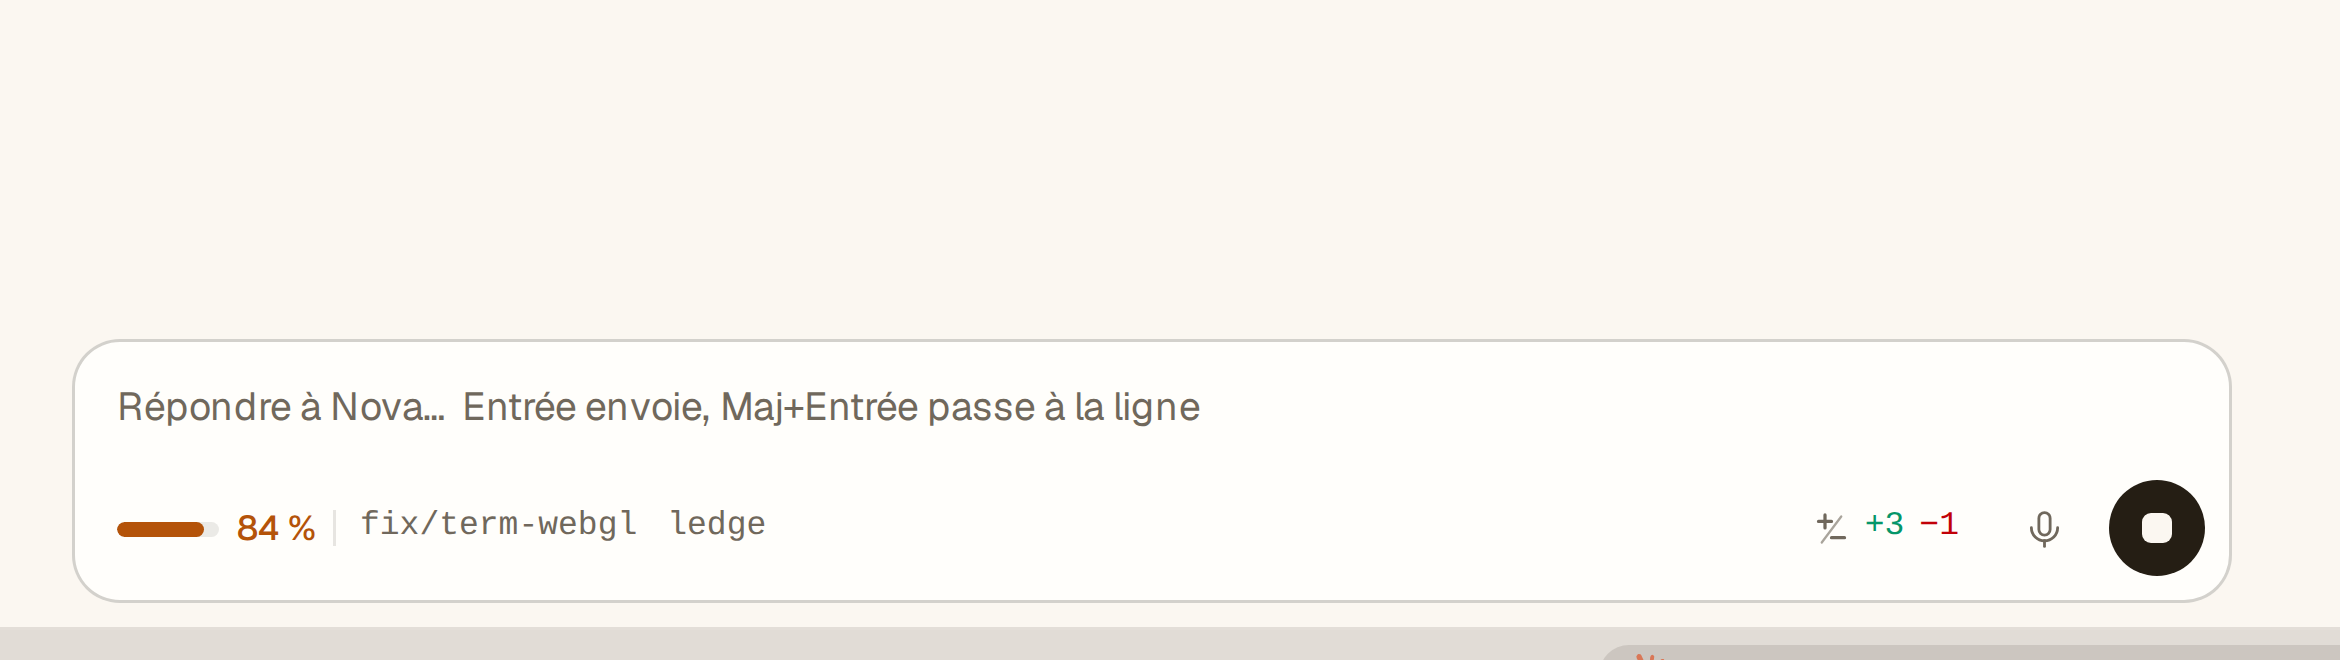 Répondre à Nova… Entrée envoie, Maj+Entrée passe à la ligne
84 % fix/term-webgl ledge +3 −1